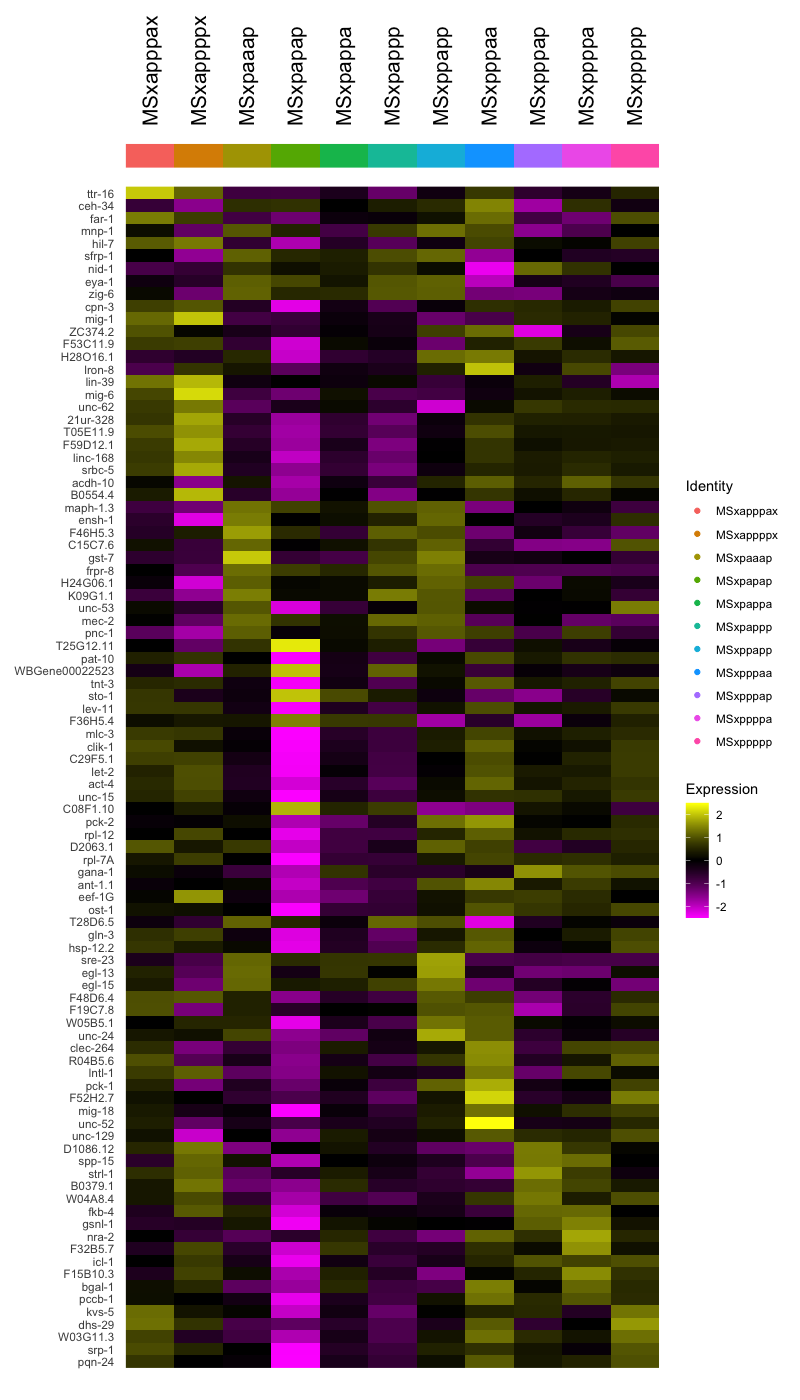 MSxapppax
MSxappppx
MSxpaaap
MSxpapap
MSxpappa
MSxpappp
MSxppapp
MSxpppaa
MSxpppap
MSxppppa
MSxppppp
ttr-16
ceh-34
far-1
mnp-1
hil-7
sfrp-1
nid-1
eya-1
zig-6
cpn-3
mig-1
ZC374.2
F53C11.9
H28O16.1
lron-8
lin-39
mig-6
unc-62
21ur-328
T05E11.9
F59D12.1
linc-168
srbc-5
acdh-10
B0554.4
maph-1.3
ensh-1
F46H5.3
C15C7.6
gst-7
frpr-8
H24G06.1
K09G1.1
unc-53
mec-2
pnc-1
T25G12.11
pat-10
WBGene00022523
tnt-3
sto-1
lev-11
F36H5.4
mlc-3
clik-1
C29F5.1
let-2
act-4
unc-15
C08F1.10
pck-2
rpl-12
D2063.1
rpl-7A
gana-1
ant-1.1
eef-1G
ost-1
T28D6.5
gln-3
hsp-12.2
sre-23
egl-13
egl-15
F48D6.4
F19C7.8
W05B5.1
unc-24
clec-264
R04B5.6
lntl-1
pck-1
F52H2.7
mig-18
unc-52
unc-129
D1086.12
spp-15
strl-1
B0379.1
W04A8.4
fkb-4
gsnl-1
nra-2
F32B5.7
icl-1
F15B10.3
bgal-1
pccb-1
kvs-5
dhs-29
W03G11.3
srp-1
pqn-24
Identity
MSxapppax
MSxappppx
MSxpaaap
MSxpapap
MSxpappa
MSxpappp
MSxppapp
MSxpppaa
MSxpppap
MSxppppa
MSxppppp
Expression
2
1
0
-1
-2